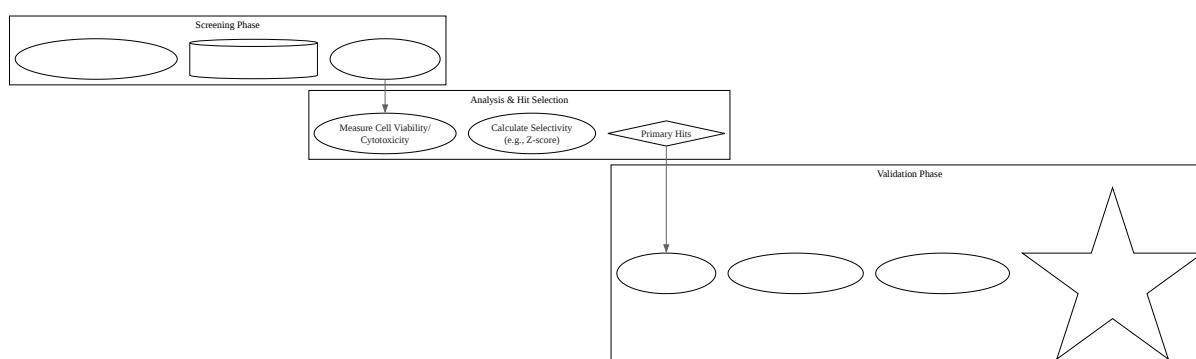 Screening Phase
Analysis & Hit Selection
Measure Cell Viability/
Cytotoxicity
Calculate Selectivity
(e.g., Z-score)
Primary Hits
Validation Phase